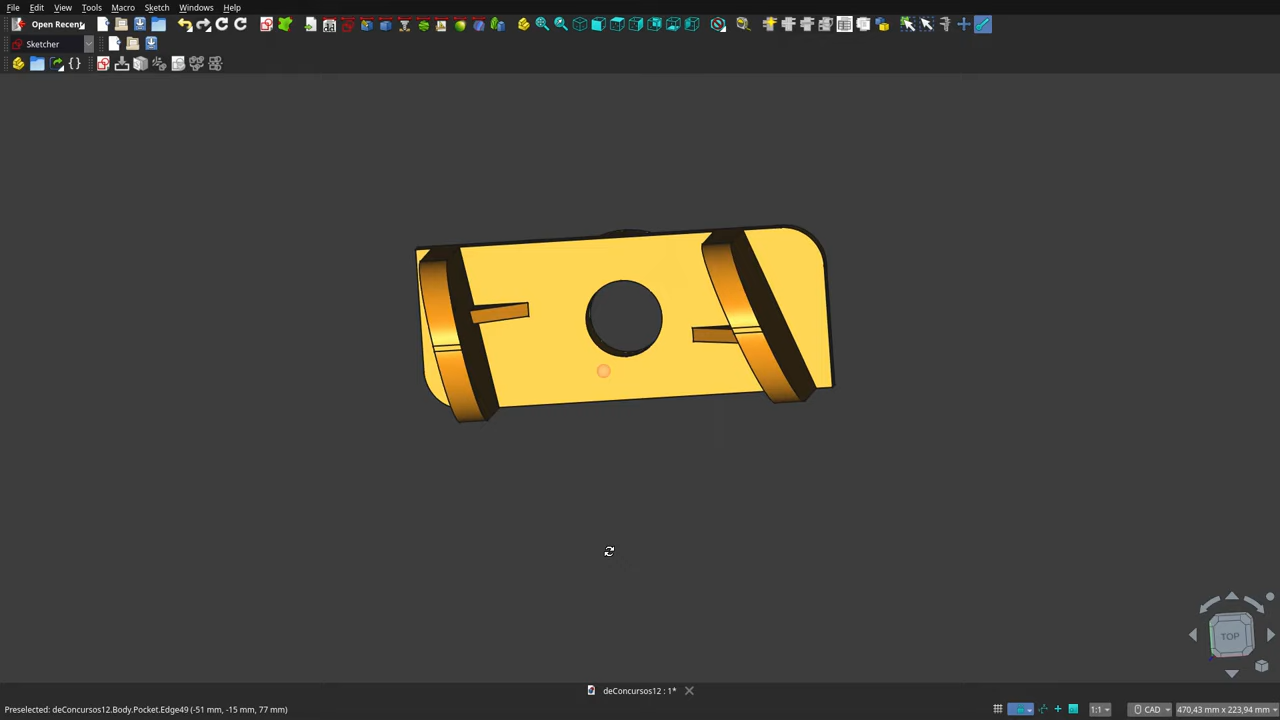 File Edit View Tools Macro Sketch Windows Help
Open Recent
Sketcher
TOP
deConcursos12 : 1*
Preselected: deConcursos12.Body.Pocket.Edge49 (-51 mm, -15 mm, 77 mm) 1:1 CAD 470,43 mm x 223,94 mm